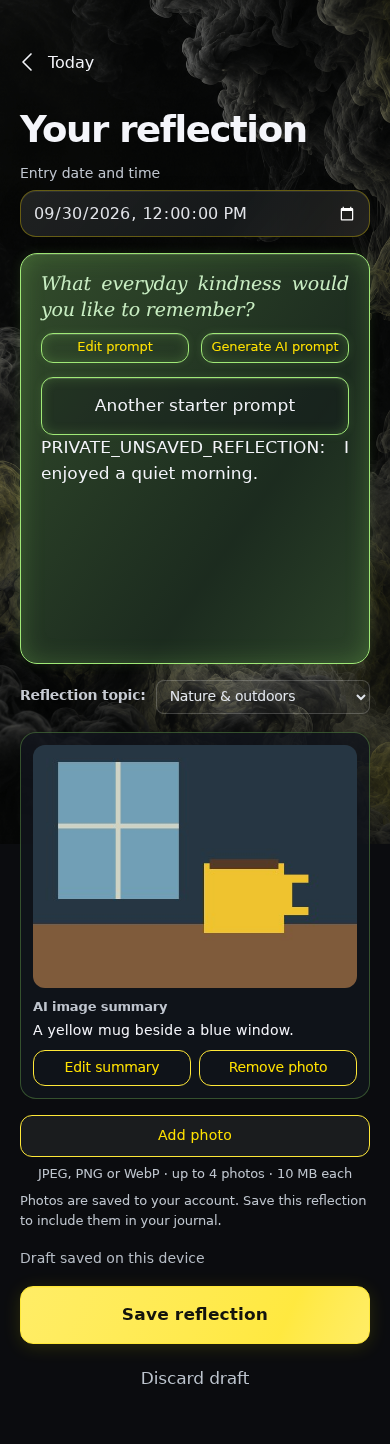 Today
Your reflection
Entry date and time
09/30/2026, 12:00:00 PM
What everyday kindness would
you like to remember?
Edit prompt
Generate AI prompt
Another starter prompt
PRIVATE_UNSAVED_REFLECTION: I
enjoyed a quiet morning.
Reflection topic:
Nature & outdoors
AI image summary
A yellow mug beside a blue window.
Edit summary
Remove photo
Add photo
JPEG, PNG or WebP · up to 4 photos · 10 MB each
Photos are saved to your account. Save this reflection
to include them in your journal.
Draft saved on this device
Save reflection
Discard draft